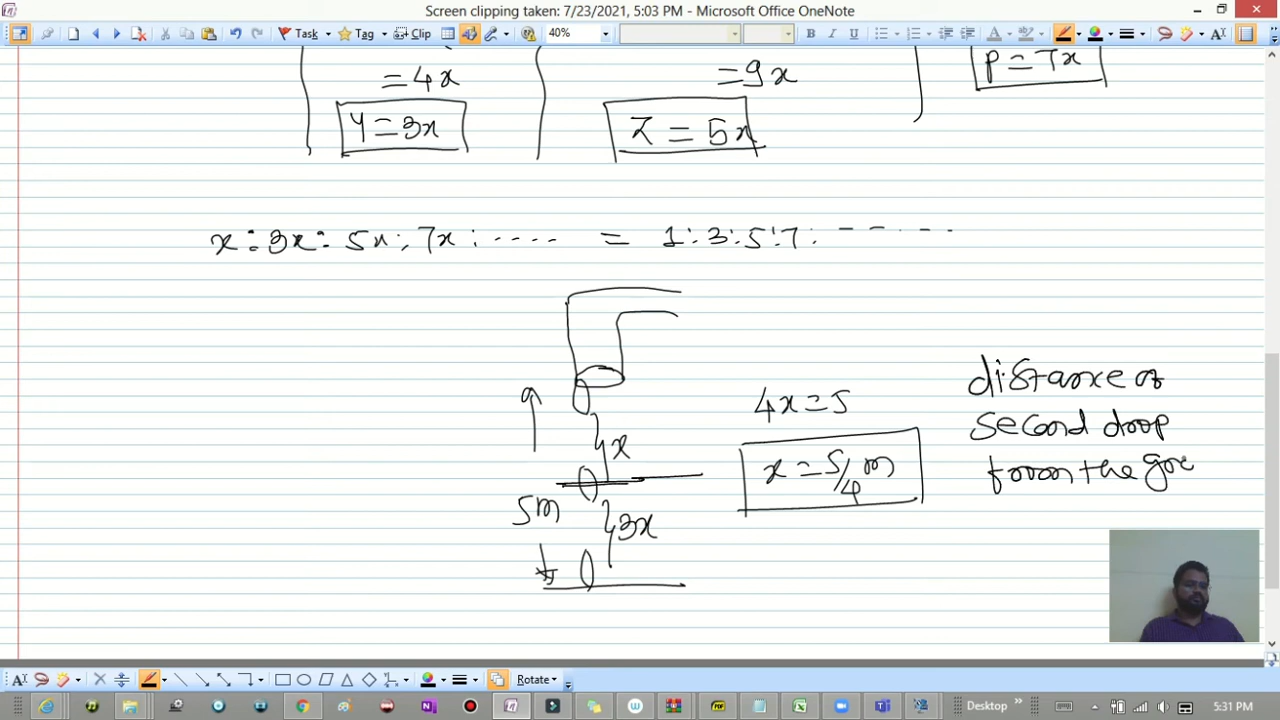 Screen clipping taken: 7/23/2021, 5:03 PM - Microsoft Office OneNote
Task Tag Clip 40% B I U A
= 4x
= 9x
P = 7x
Y = 3x
Z = 5x
x : 3x : 5x : 7x : ···· = 1 : 3 : 5 : 7 : - - - - -
4x = 5
distance of
second drop
from the gro
x
x = 5/4 m
5m
3x
Rotate
Desktop
5:31 PM